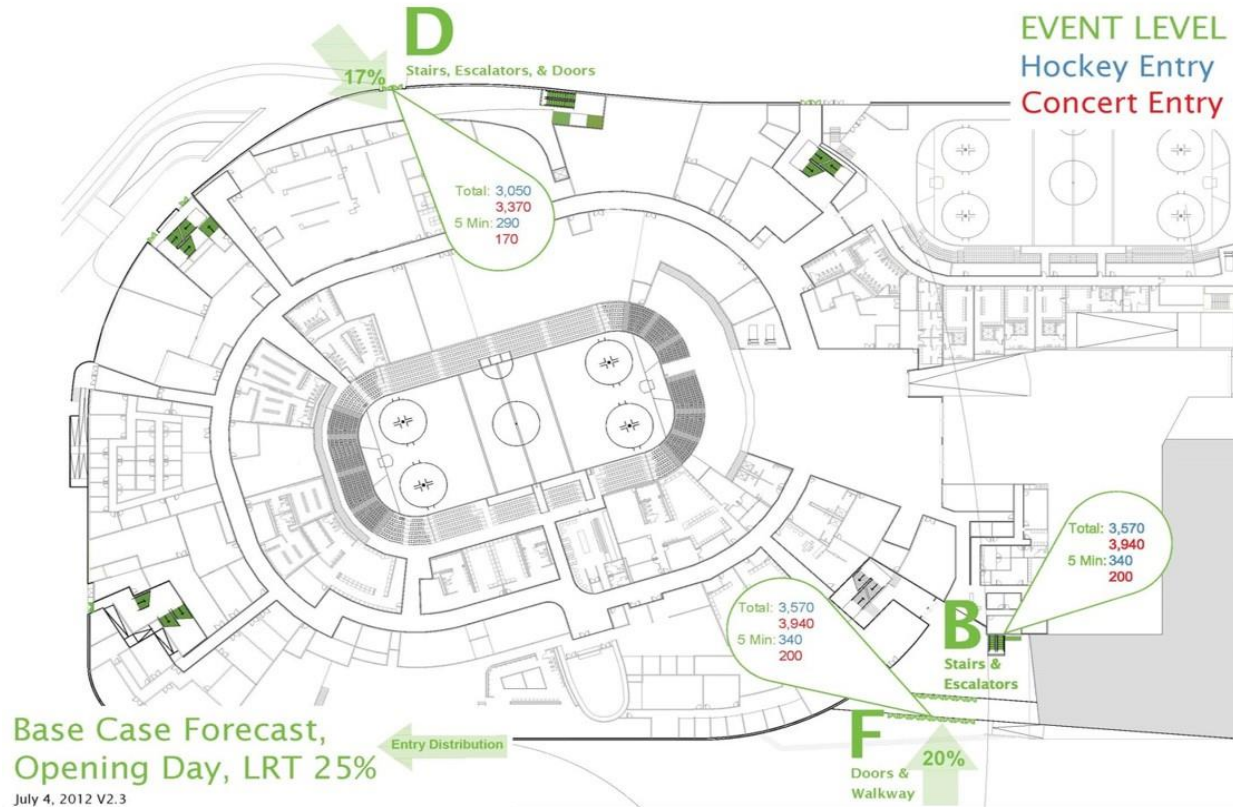 EVENT LEVEL
Hockey Entry
Concert Entry
D
Stairs, Escalators, & Doors
17%
Total: 3,050
3,370
5 Min: 290
170
Total: 3,570
3,940
5 Min: 340
200
B
Stairs &
Escalators
Total: 3,570
3,940
5 Min: 340
200
F
Doors &
Walkway
20%
Entry Distribution
Base Case Forecast,
Opening Day, LRT 25%
July 4, 2012 V2.3